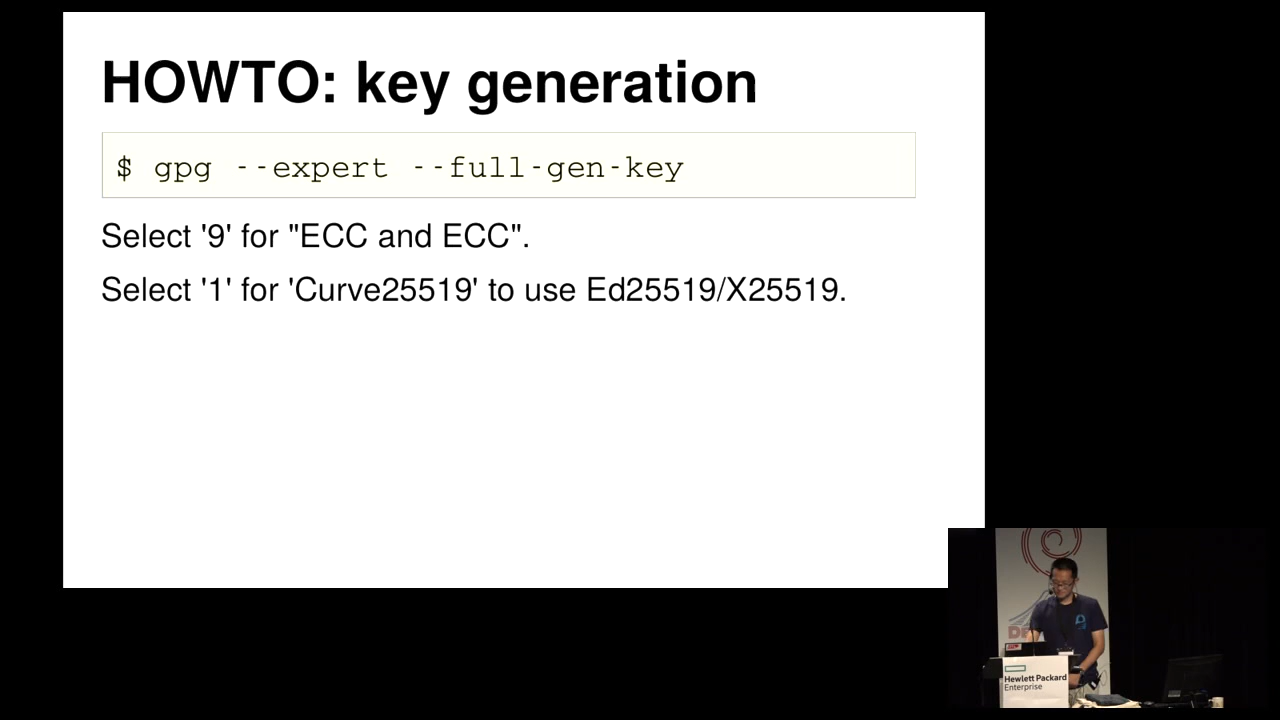 HOWTO: key generation
$ gpg --expert --full-gen-key
Select '9' for "ECC and ECC".
Select '1' for 'Curve25519' to use Ed25519/X25519.
Hewlett Packard
Enterprise